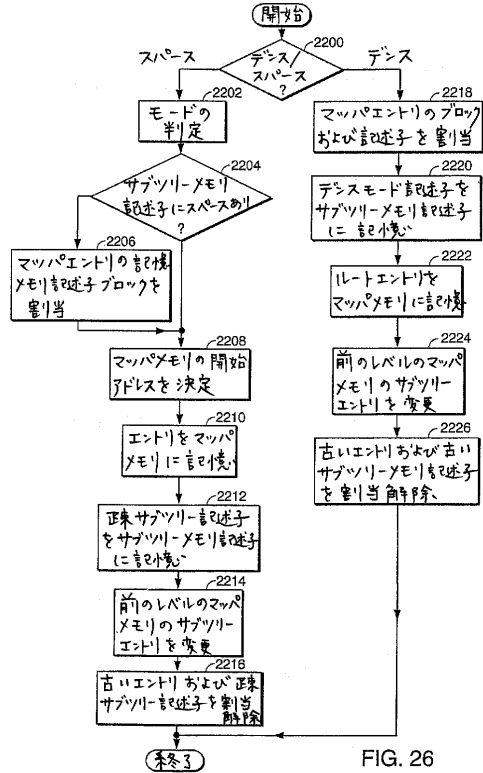 開始
2200
デンス/
スパース
?
スパース
デンス
2202
モードの
判定
2204
サブツリーメモリ
記述子にスペースあり
?
2206
マッパエントリの記憶
メモリ記述子ブロックを
割当
2208
マッパメモリの開始
アドレスを決定
2210
エントリをマッパ
メモリに記憶
2212
疎サブツリー記述子
をサブツリーメモリ記述子
に記憶
2214
前のレベルのマッパ
メモリのサブツリー
エントリを変更
2216
古いエントリおよび疎
サブツリー記述子を割当
解除
2218
マッパエントリのブロック
および記述子を割当
2220
デンスモード記述子を
サブツリーメモリ記述子
に記憶
2222
ルートエントリを
マッパメモリに記憶
2224
前のレベルのマッパ
メモリのサブツリー
エントリを変更
2226
古いエントリおよび古い
サブツリーメモリ記述子
を割当解除、
終了
FIG. 26